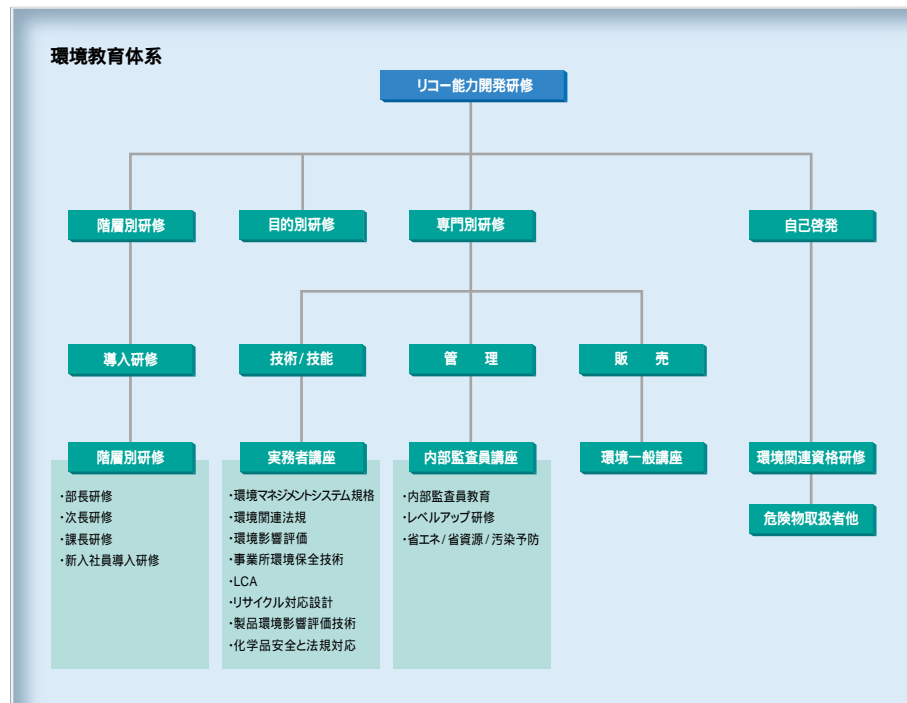 環境教育体系
リコー能力開発研修
階層別研修
目的別研修
専門別研修
自己啓発
導入研修
技術/技能
管　理
販　売
階層別研修
実務者講座
内部監査員講座
環境一般講座
環境関連資格研修
・部長研修
・次長研修
・課長研修
・新入社員導入研修
・環境マネジメントシステム規格
・環境関連法規
・環境影響評価
・事業所環境保全技術
・LCA
・リサイクル対応設計
・製品環境影響評価技術
・化学品安全と法規対応
・内部監査員教育
・レベルアップ研修
・省エネ/省資源/汚染予防
危険物取扱者他